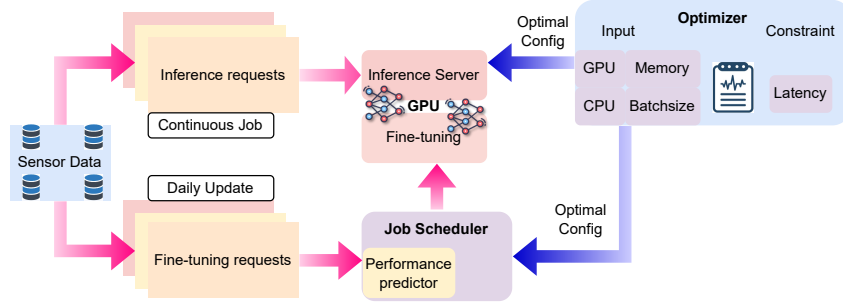 Optimal
Config
Optimizer
Input
Constraint
GPU
Memory
CPU
Batchsize
Latency
Inference requests
Continuous Job
Inference Server
GPU
Fine-tuning
Sensor Data
Daily Update
Fine-tuning requests
Job Scheduler
Performance
predictor
Optimal
Config